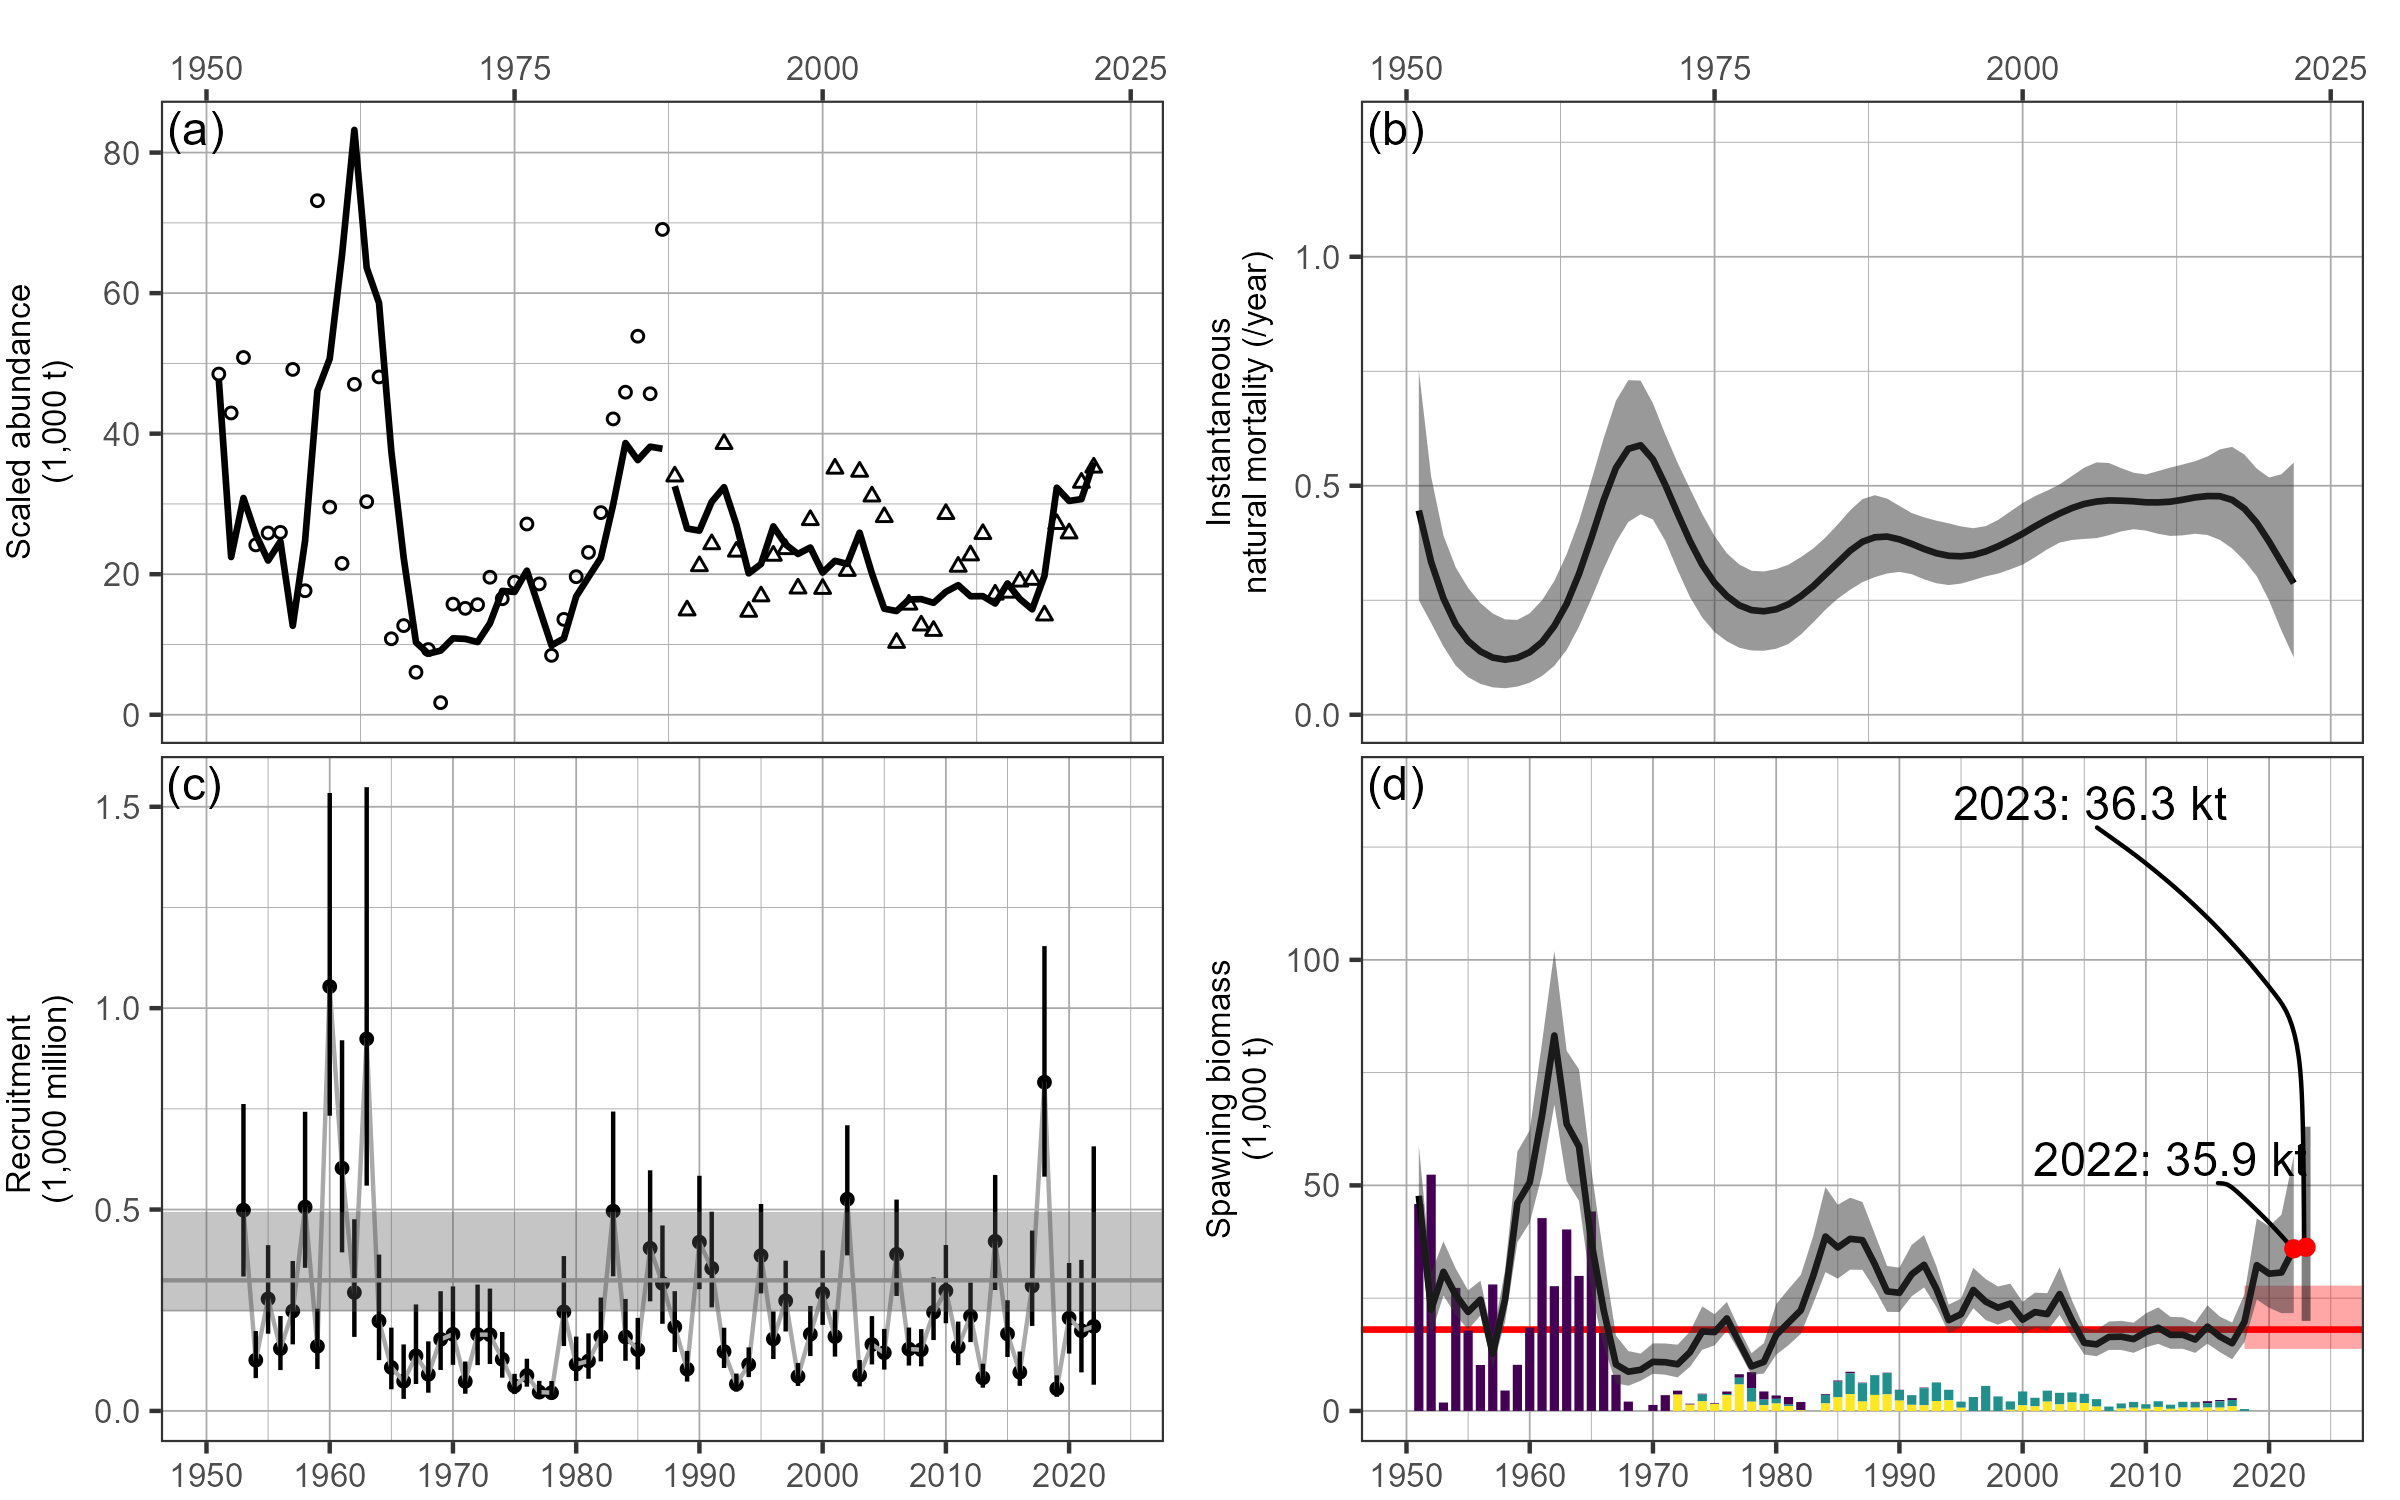 1950 1975 2000 2025
1950 1975 2000 2025
(a)
80
60
40
20
0
Scaled abundance
(1,000 t)
(b)
1.0
0.5
0.0
Instantaneous
natural mortality (/year)
(c)
1.5
1.0
0.5
0.0
Recruitment
(1,000 million)
1950 1960 1970 1980 1990 2000 2010 2020
(d)
2023: 36.3 kt
2022: 35.9 kt
100
50
0
Spawning biomass
(1,000 t)
1950 1960 1970 1980 1990 2000 2010 2020